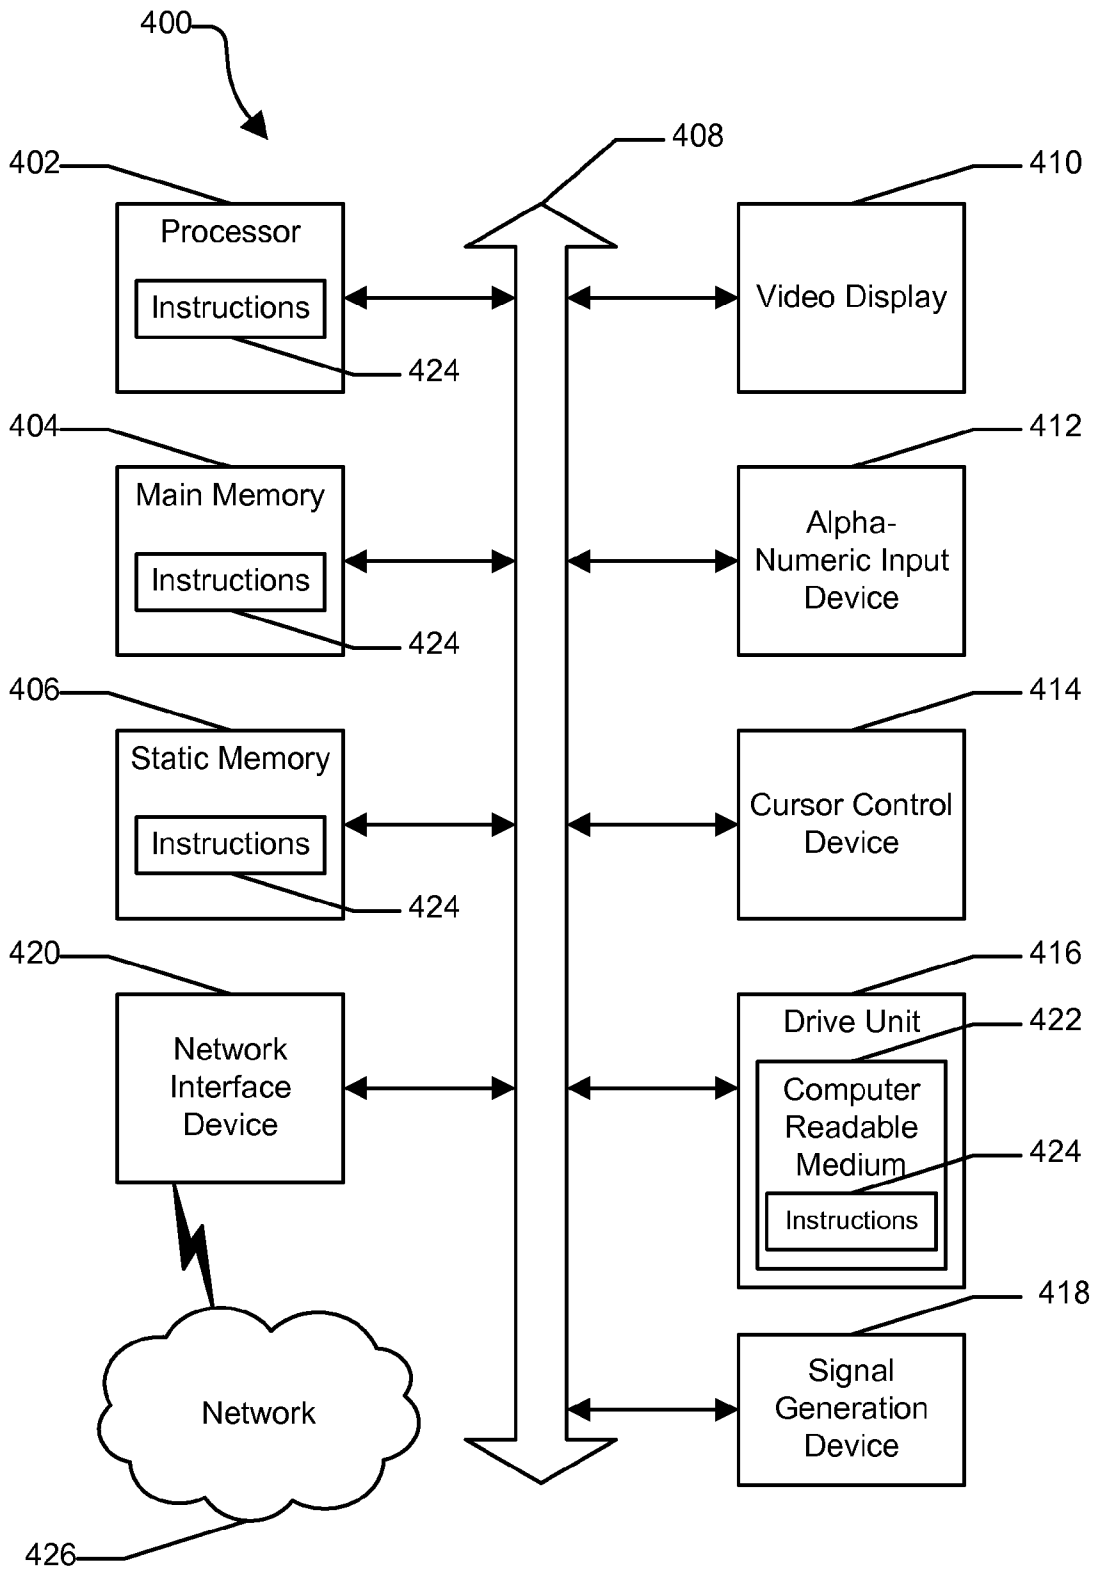 400
408
402
Processor
Instructions
424
404
Main Memory
Instructions
424
406
Static Memory
Instructions
424
420
Network
Interface
Device
Network
426
410
Video Display
412
Alpha-
Numeric Input
Device
414
Cursor Control
Device
416
Drive Unit
422
Computer
Readable
Medium
424
Instructions
418
Signal
Generation
Device